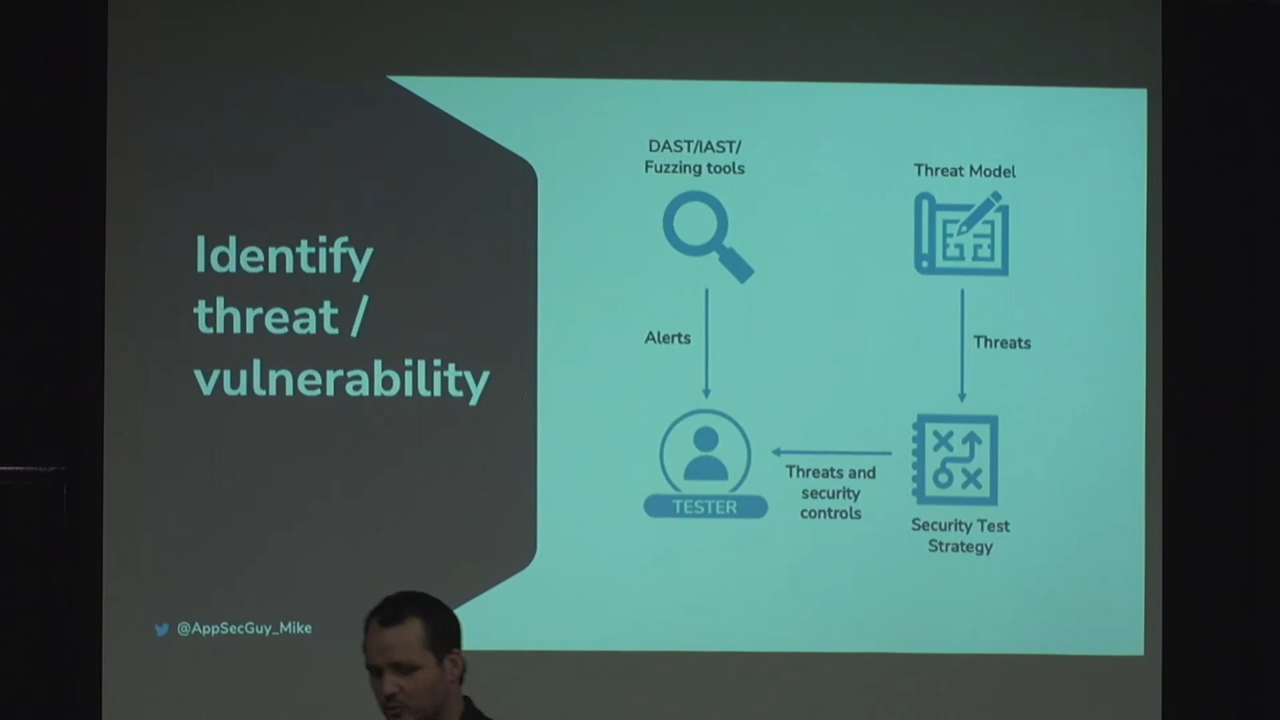 Identify
threat /
vulnerability
@AppSecGuy_Mike
DAST/IAST/
Fuzzing tools
Threat Model
Alerts
Threats
TESTER
Threats and
security
controls
Security Test
Strategy